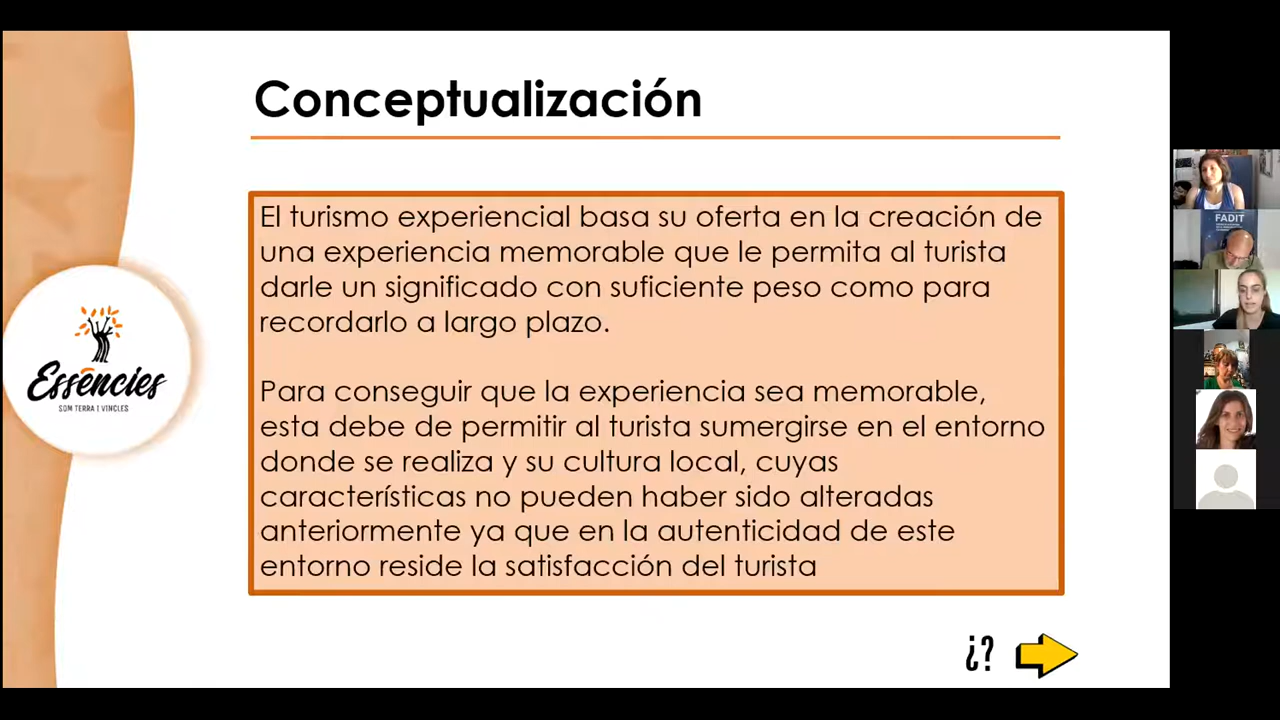 Conceptualización
El turismo experiencial basa su oferta en la creación de
una experiencia memorable que le permita al turista
darle un significado con suficiente peso como para
recordarlo a largo plazo.
Para conseguir que la experiencia sea memorable,
esta debe de permitir al turista sumergirse en el entorno
donde se realiza y su cultura local, cuyas
características no pueden haber sido alteradas
anteriormente ya que en la autenticidad de este
entorno reside la satisfacción del turista
Essències
SOM TERRA I VINCLES
¿?
FADIT